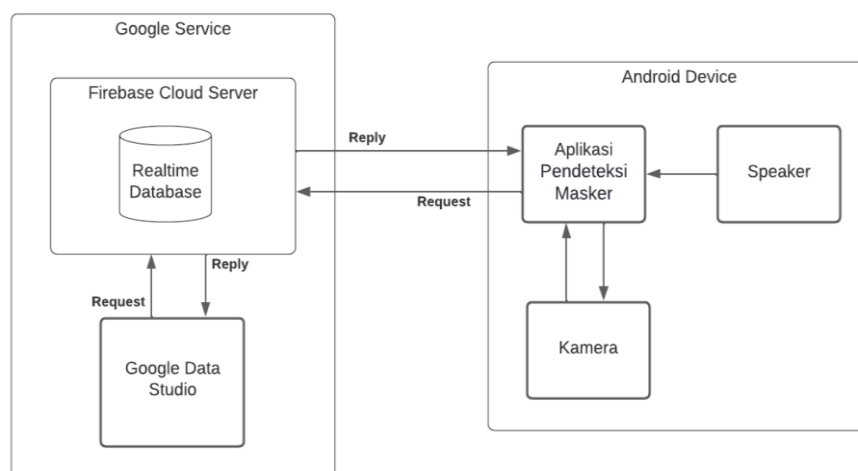 Google Service
Firebase Cloud Server
Realtime
Database
Reply
Request
Google Data
Studio
Reply
Request
Android Device
Aplikasi
Pendeteksi
Masker
Speaker
Kamera